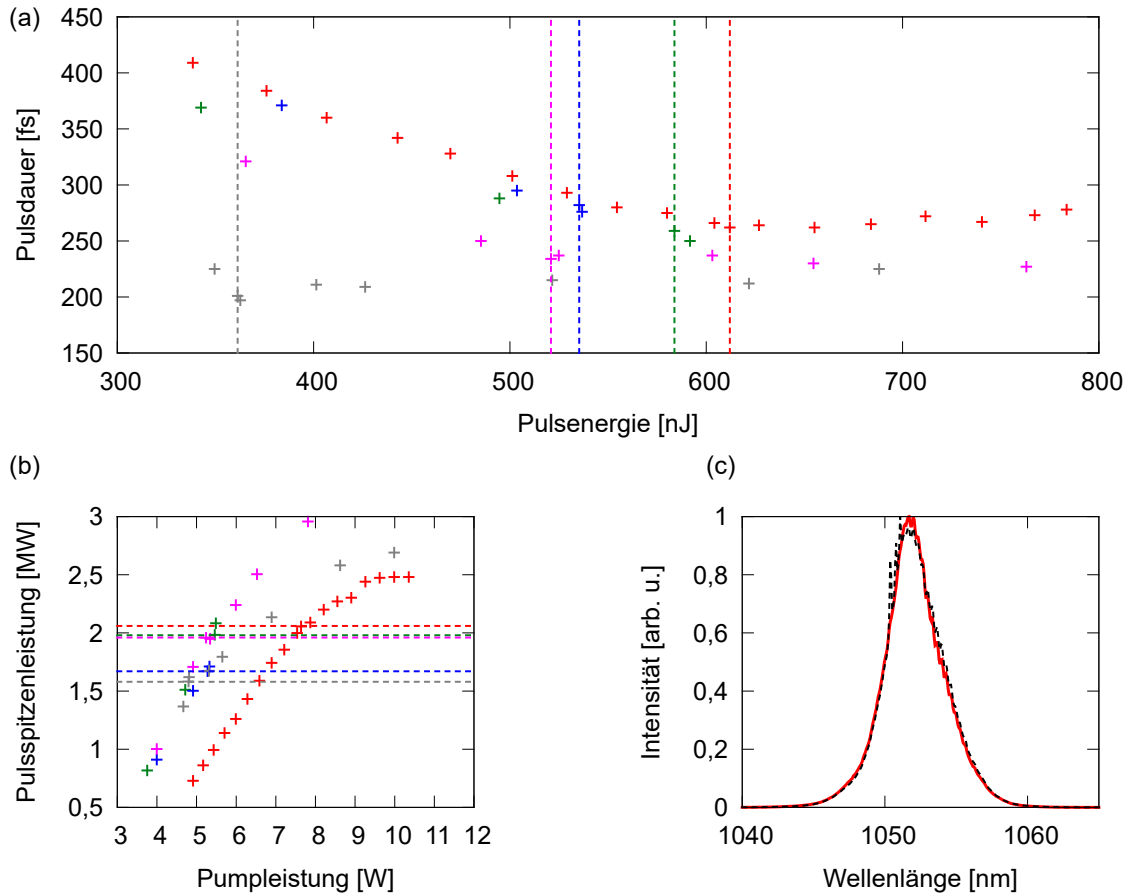 (a)
450
400
350
300
250
200
150
Pulsdauer [fs]
300 400 500 600 700 800
Pulsenergie [nJ]
(b)
3
2.5
2
1.5
1
0,5
Pulsspitzenleistung [MW]
3 4 5 6 7 8 9 10 11 12
Pumpleistung [W]
(c)
1
0,8
0,6
0,4
0,2
0
Intensität [arb. u.]
1040 1050 1060
Wellenlänge [nm]